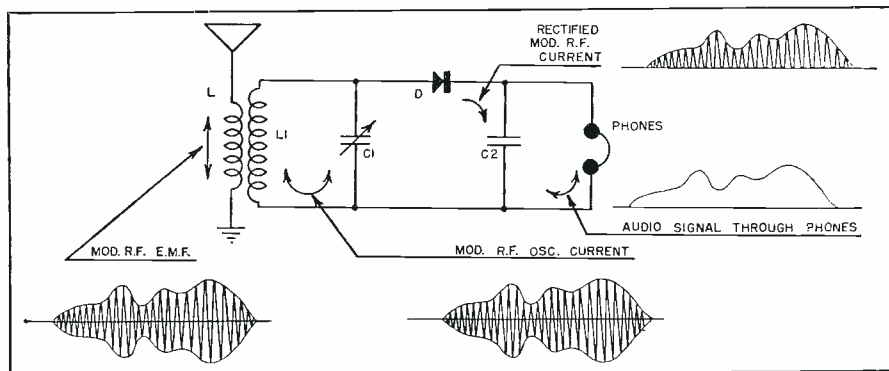 RECTIFIED
MOD. R.F.
CURRENT
L
L1
C1
D
C2
PHONES
AUDIO SIGNAL THROUGH PHONES
MOD. R.F. E.M.F.
MOD. R.F. OSC. CURRENT